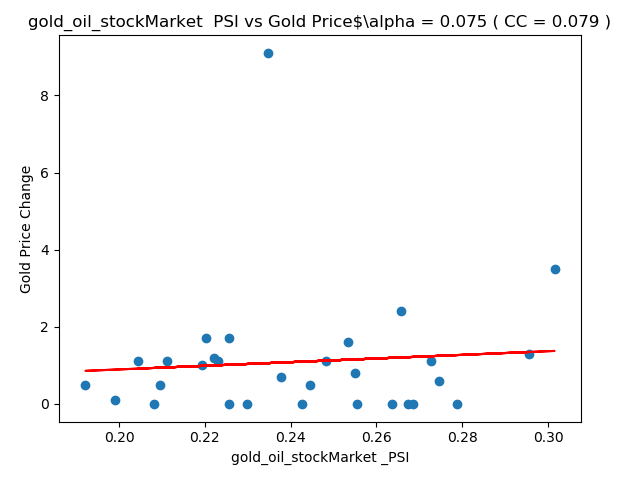 gold_oil_stockMarket  PSI vs Gold Price$\alpha = 0.075 ( CC = 0.079 )
8
6
4
2
0
Gold Price Change
0.20 0.22 0.24 0.26 0.28 0.30
gold_oil_stockMarket _PSI